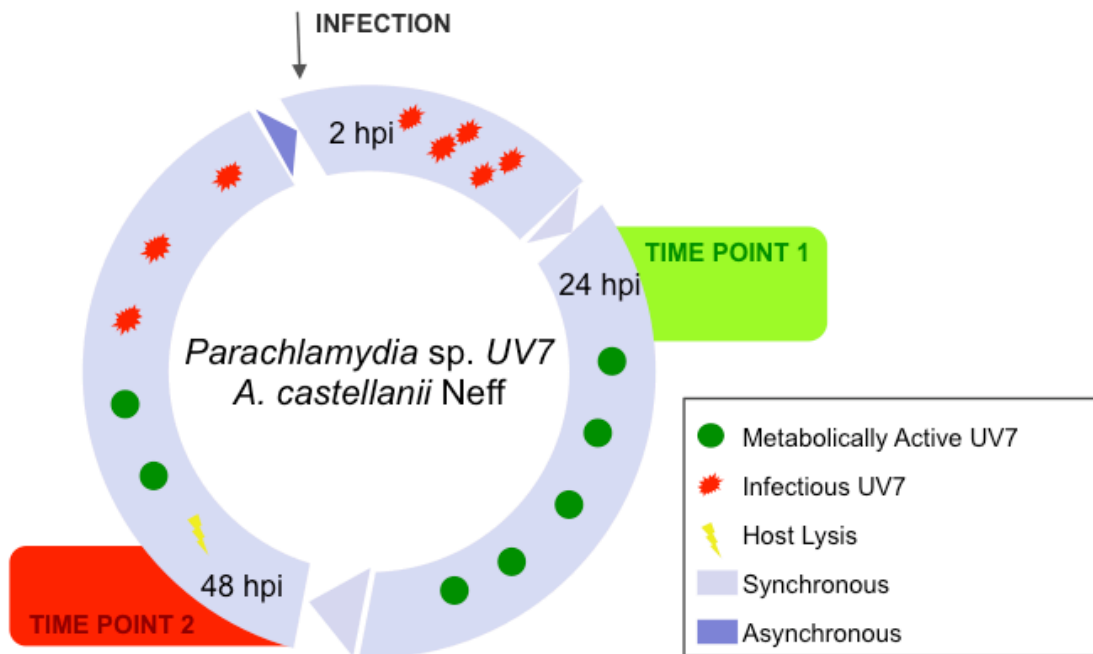 INFECTION
2 hpi
TIME POINT 1
24 hpi
Parachlamydia sp. UV7
A. castellanii Neff
Metabolically Active UV7
Infectious UV7
Host Lysis
48 hpi
Synchronous
TIME POINT 2
Asynchronous